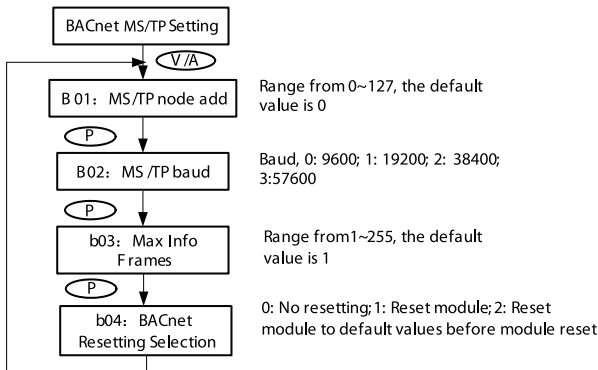 BACnet MS/TP Setting
V/A
B 01：MS/TP node add
Range from 0~127, the default
value is 0
P
B02：MS /TP baud
Baud, 0: 9600; 1: 19200; 2: 38400;
3:57600
P
b03：Max Info
Frames
Range from1~255, the default
value is 1
P
b04：BACnet
Resetting Selection
0: No resetting; 1: Reset module; 2: Reset
module to default values before module reset